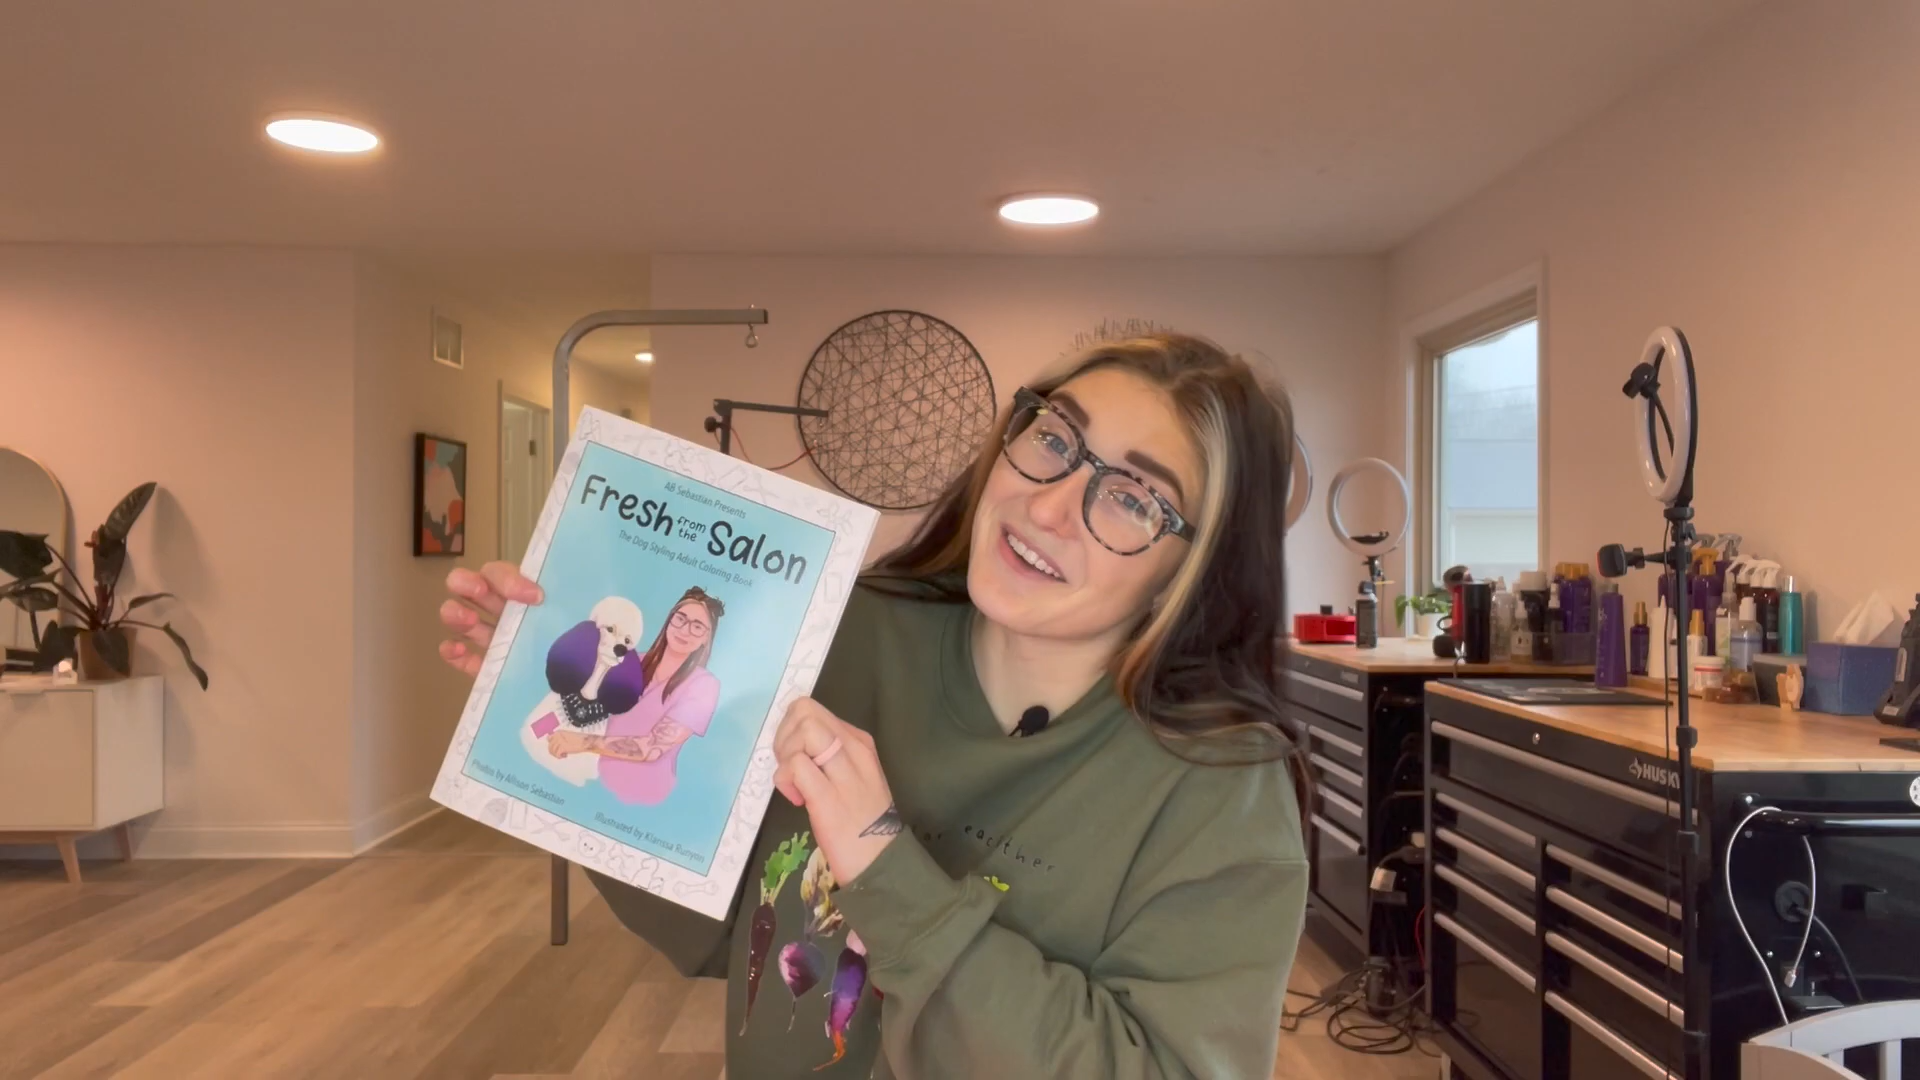 AB Sebastian Presents
Fresh from the Salon
The Dog Styling Adult Coloring Book
Photos by Allison Sebastian
Illustrated by Klarissa Runyon
eachther
HUSKY